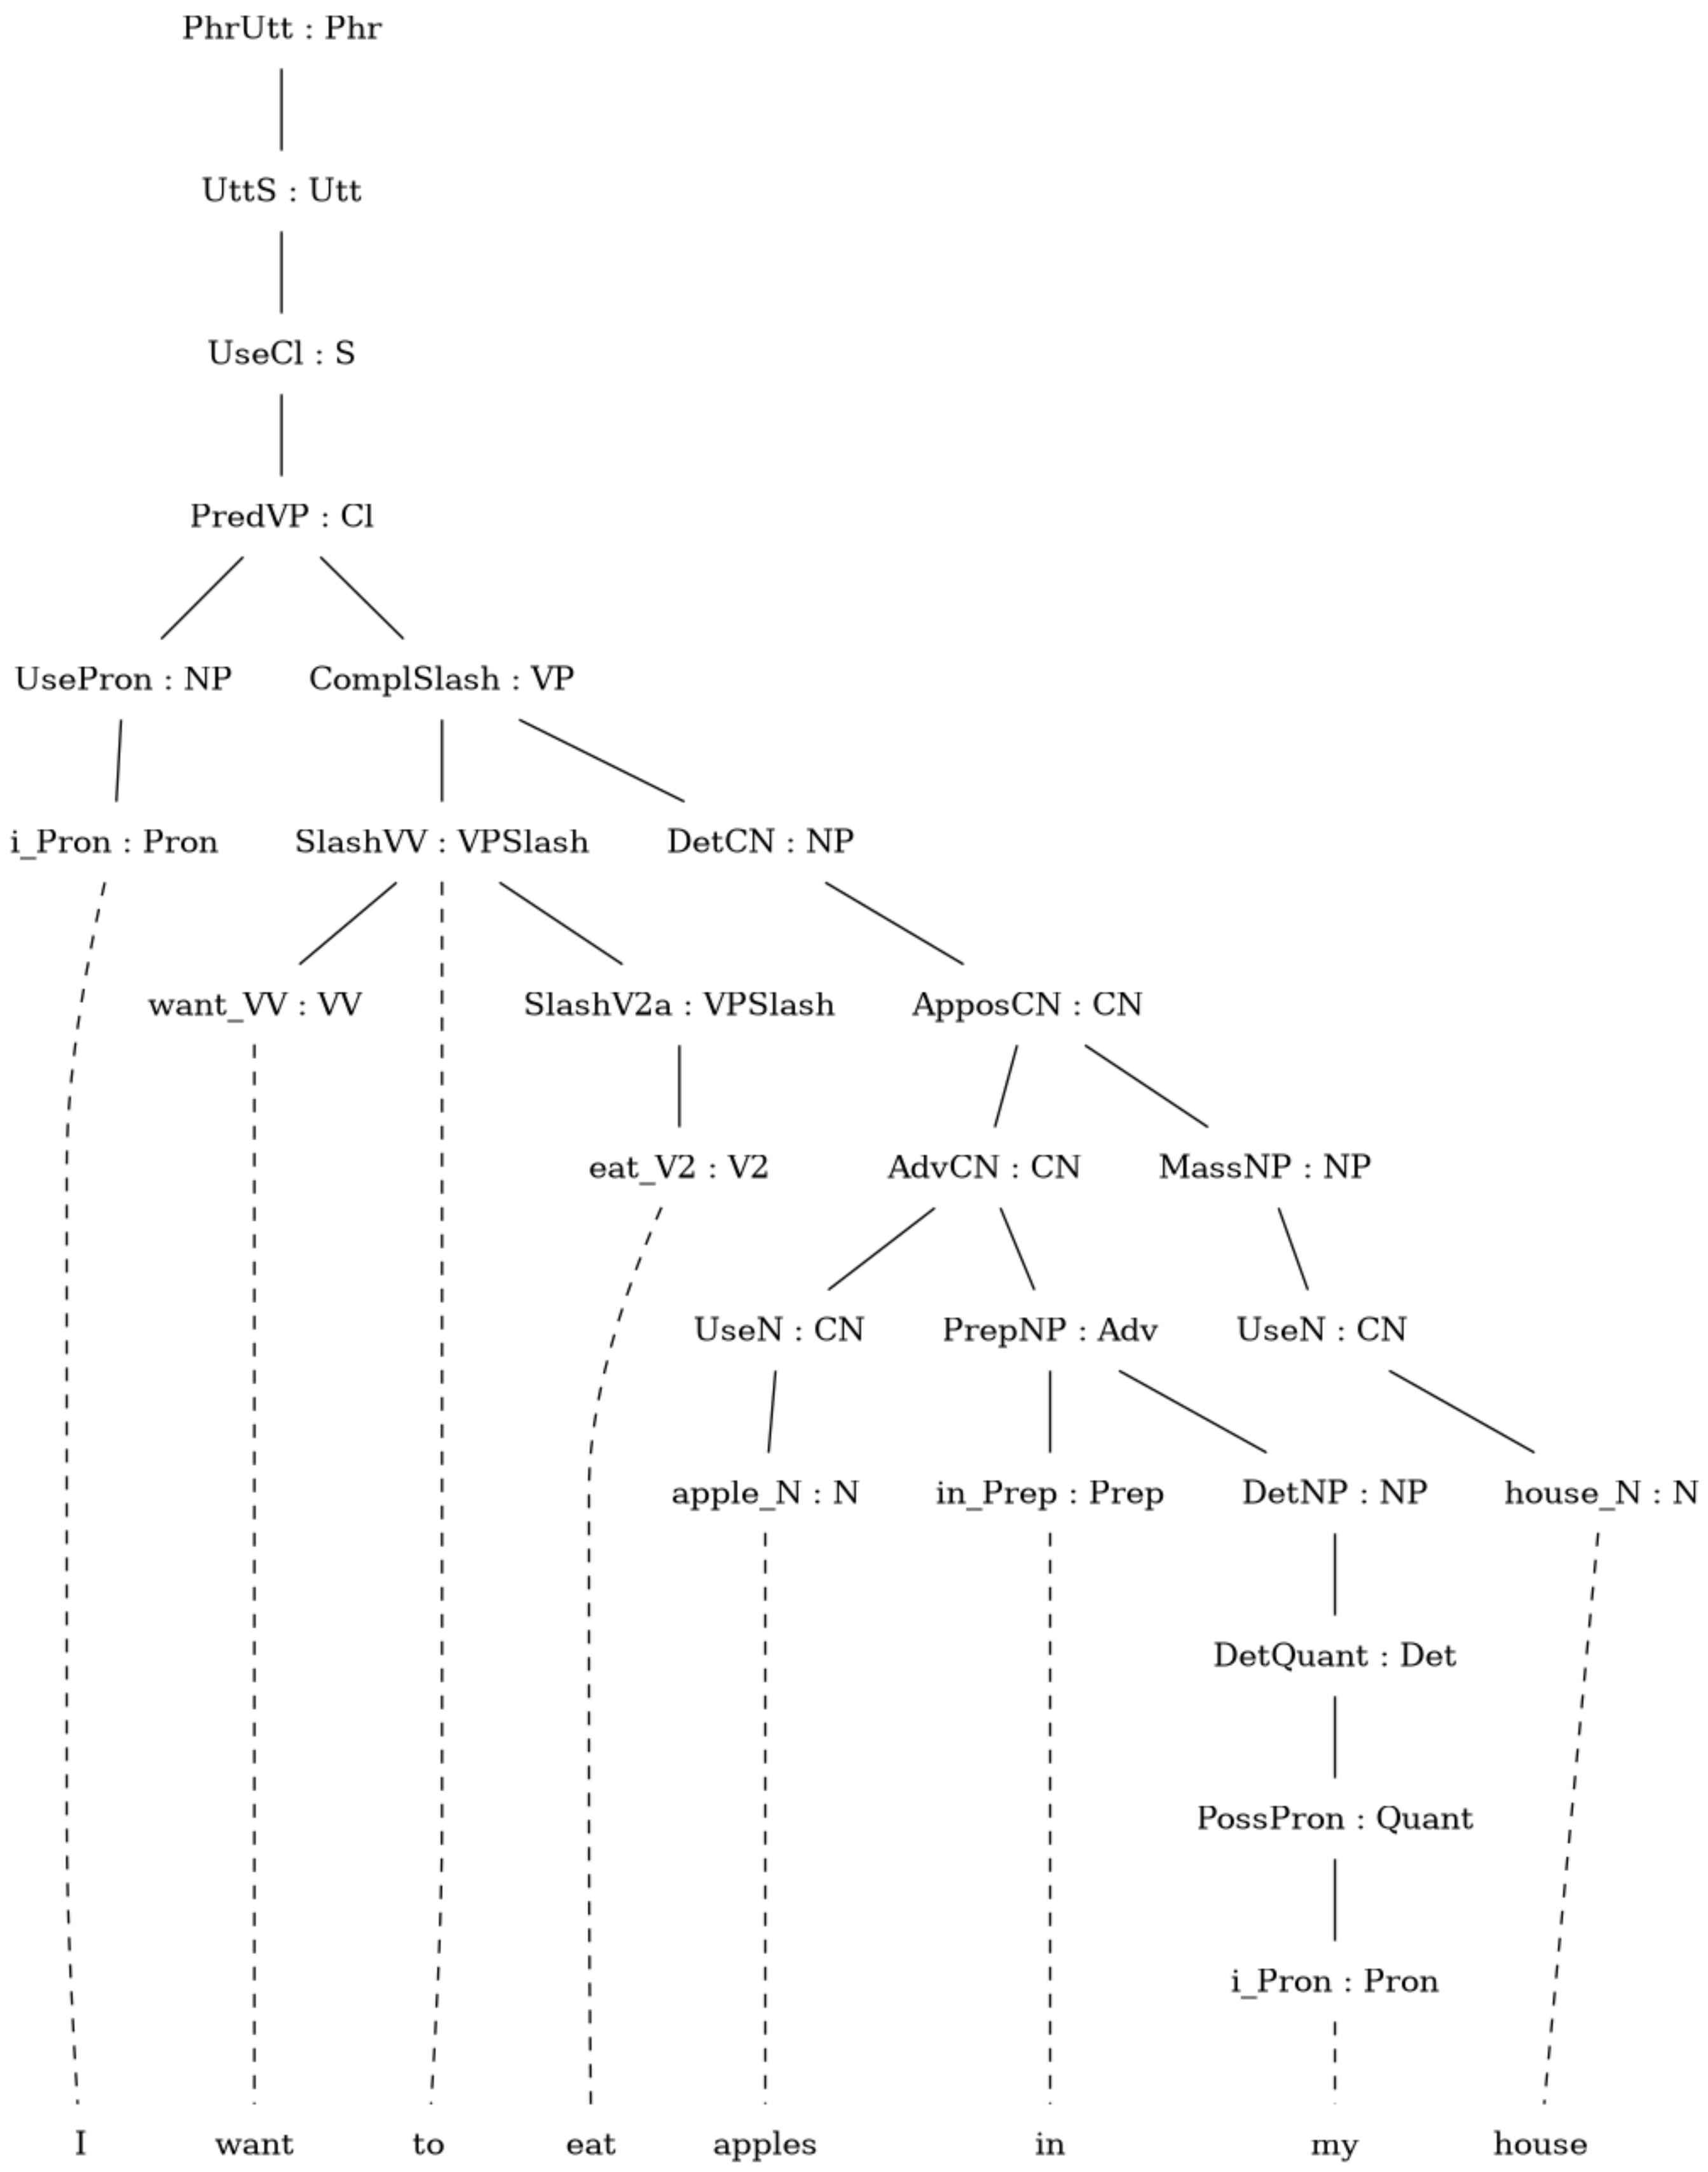 PhrUtt : Phr
UttS : Utt
UseCl : S
PredVP : Cl
UsePron : NP ComplSlash : VP
i_Pron : Pron SlashVV : VPSlash DetCN : NP
want_VV : VV SlashV2a : VPSlash ApposCN : CN
eat_V2 : V2 AdvCN : CN MassNP : NP
UseN : CN PrepNP : Adv UseN : CN
apple_N : N in_Prep : Prep DetNP : NP house_N : N
DetQuant : Det
PossPron : Quant
i_Pron : Pron
I want to eat apples in my house